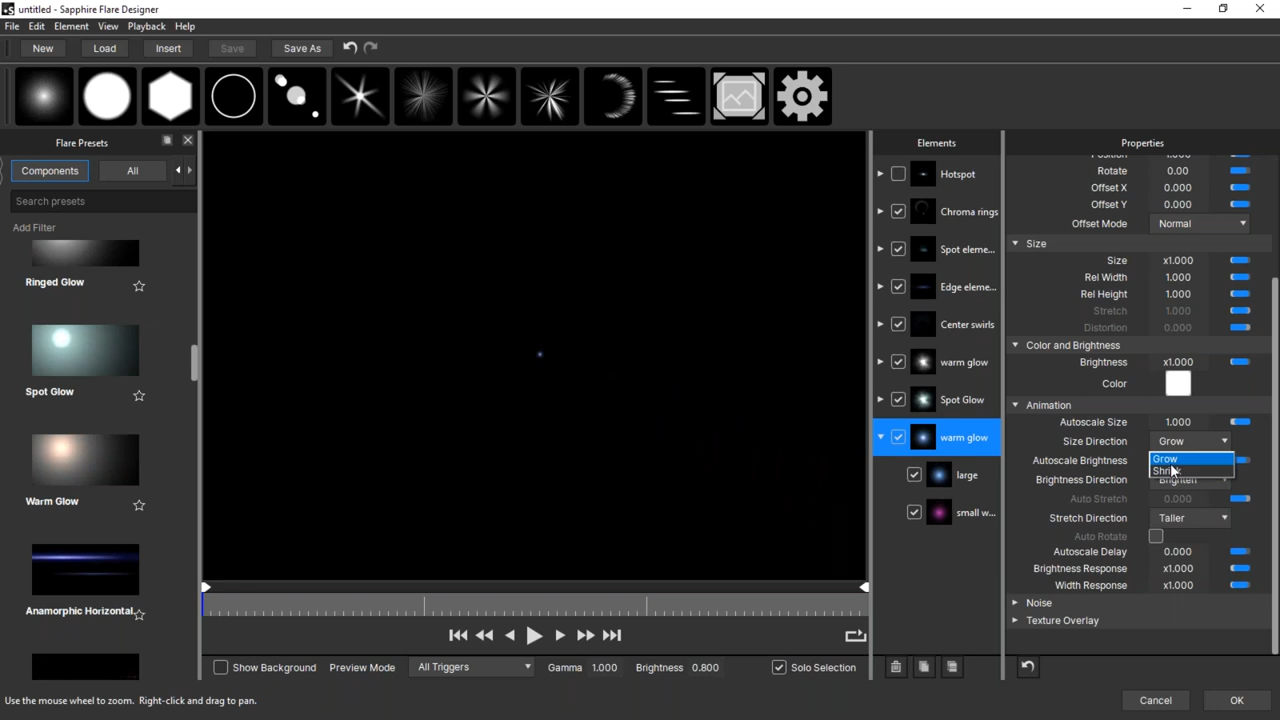 untitled - Sapphire Flare Designer
File Edit Element View Playback Help
New Load Insert Save Save As
Flare Presets
Components All
Search presets
Add Filter
Ringed Glow
Spot Glow
Warm Glow
Anamorphic Horizontal.
Show Background Preview Mode All Triggers Gamma 1.000 Brightness 0.800 Solo Selection
Elements
Hotspot
Chroma rings
Spot eleme...
Edge eleme...
Center swirls
warm glow
Spot Glow
warm glow
large
small w...
Properties
Position 1.000
Rotate 0.00
Offset X 0.000
Offset Y 0.000
Offset Mode Normal
Size
Size x1.000
Rel Width 1.000
Rel Height 1.000
Stretch 1.000
Distortion 0.000
Color and Brightness
Brightness x1.000
Color
Animation
Autoscale Size 1.000
Size Direction Grow
Grow
Autoscale Brightness
Shrink
Brightness Direction Brighten
Auto Stretch 0.000
Stretch Direction Taller
Auto Rotate
Autoscale Delay 0.000
Brightness Response x1.000
Width Response x1.000
Noise
Texture Overlay
Use the mouse wheel to zoom. Right-click and drag to pan.
Cancel OK